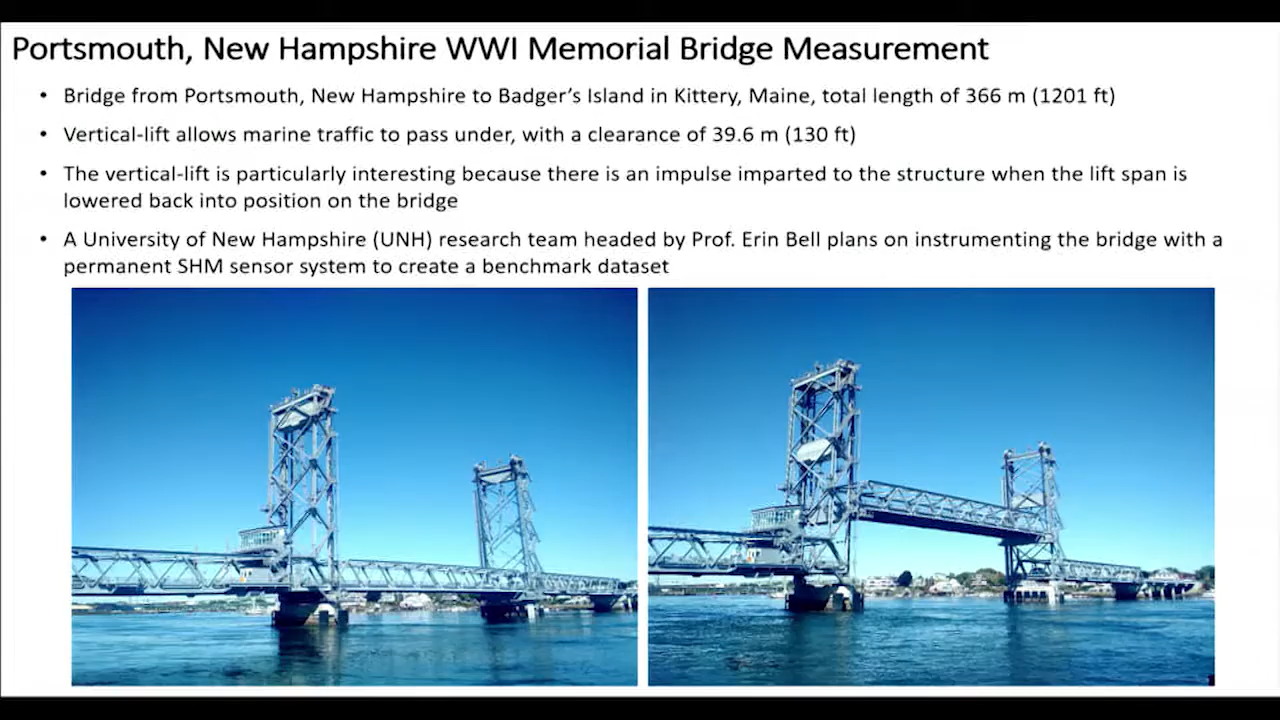 Portsmouth, New Hampshire WWI Memorial Bridge Measurement
• Bridge from Portsmouth, New Hampshire to Badger's Island in Kittery, Maine, total length of 366 m (1201 ft)
• Vertical-lift allows marine traffic to pass under, with a clearance of 39.6 m (130 ft)
• The vertical-lift is particularly interesting because there is an impulse imparted to the structure when the lift span is
lowered back into position on the bridge
• A University of New Hampshire (UNH) research team headed by Prof. Erin Bell plans on instrumenting the bridge with a
permanent SHM sensor system to create a benchmark dataset